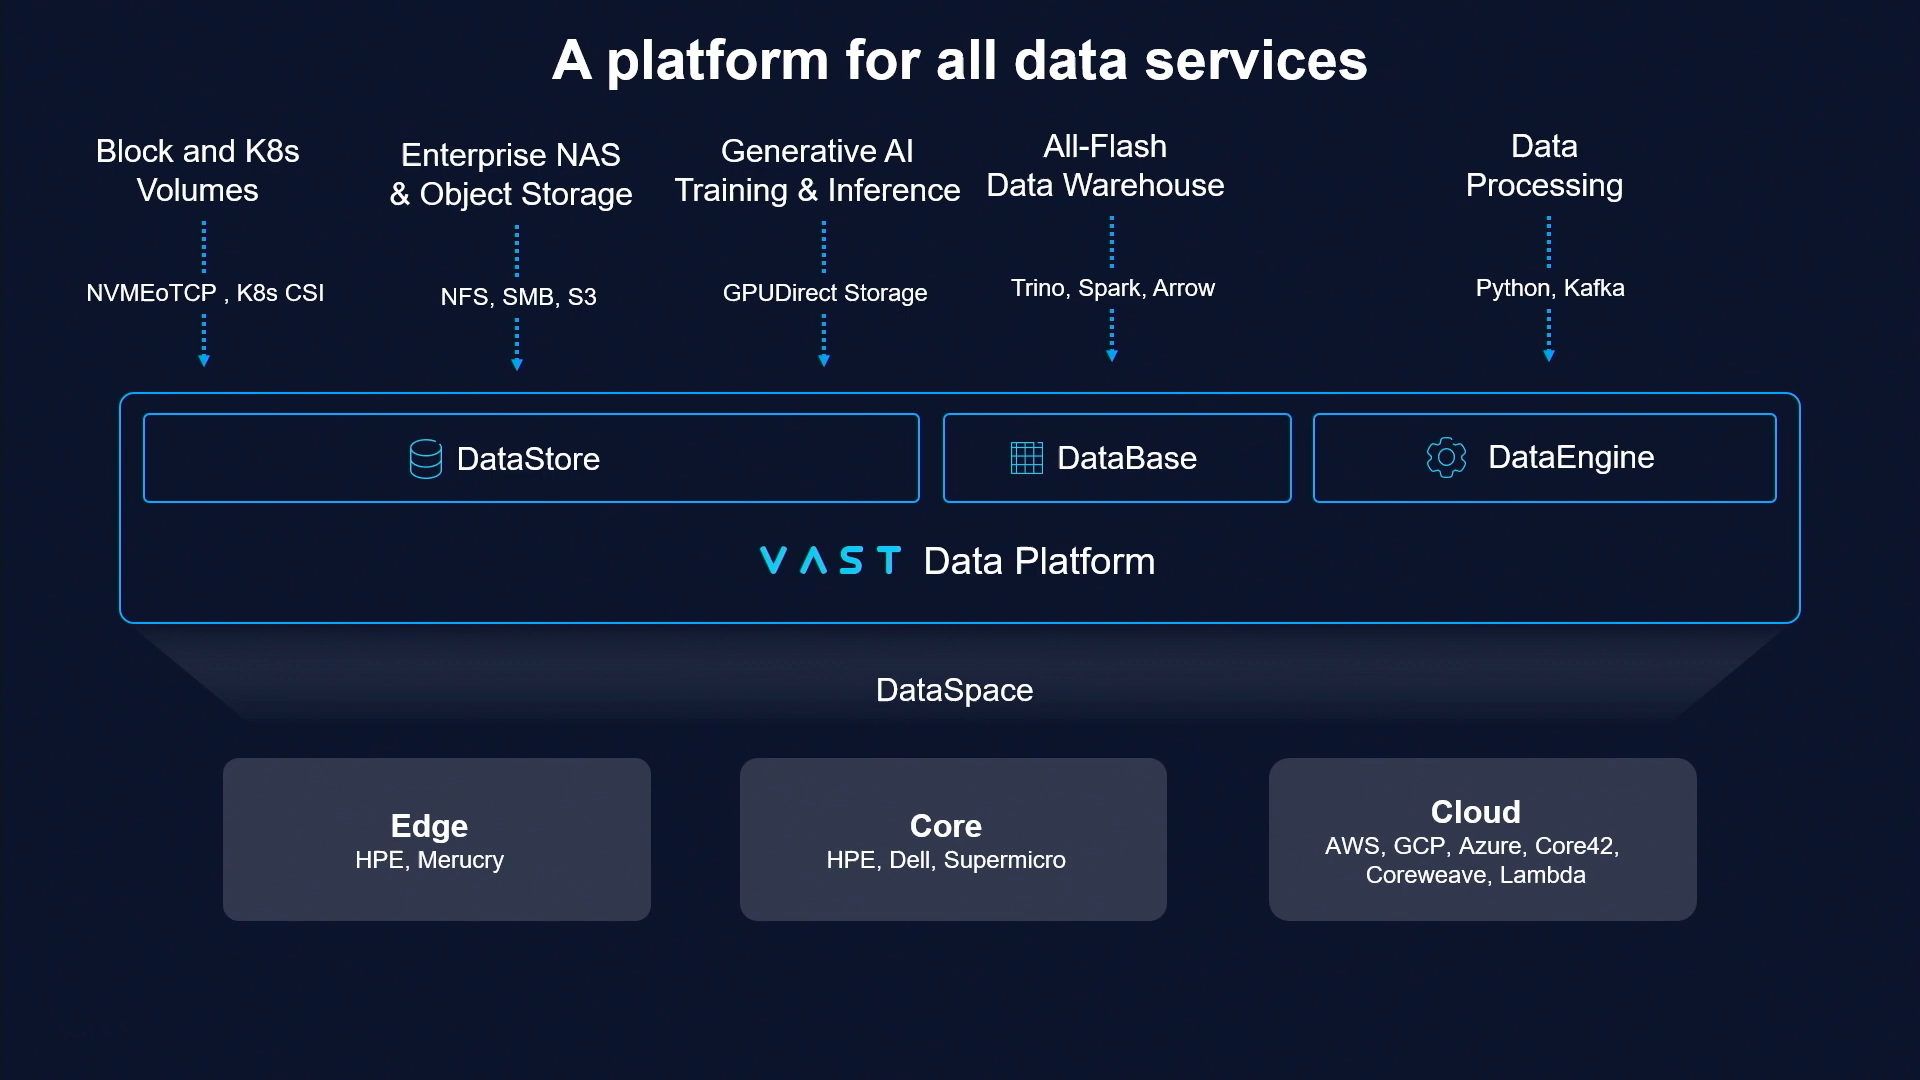 A platform for all data services
Block and K8s
Volumes
Enterprise NAS
& Object Storage
Generative AI
Training & Inference
All-Flash
Data Warehouse
Data
Processing
NVMEoTCP , K8s CSI
NFS, SMB, S3
GPUDirect Storage
Trino, Spark, Arrow
Python, Kafka
DataStore
DataBase
DataEngine
VAST Data Platform
DataSpace
Edge
HPE, Merucry
Core
HPE, Dell, Supermicro
Cloud
AWS, GCP, Azure, Core42,
Coreweave, Lambda